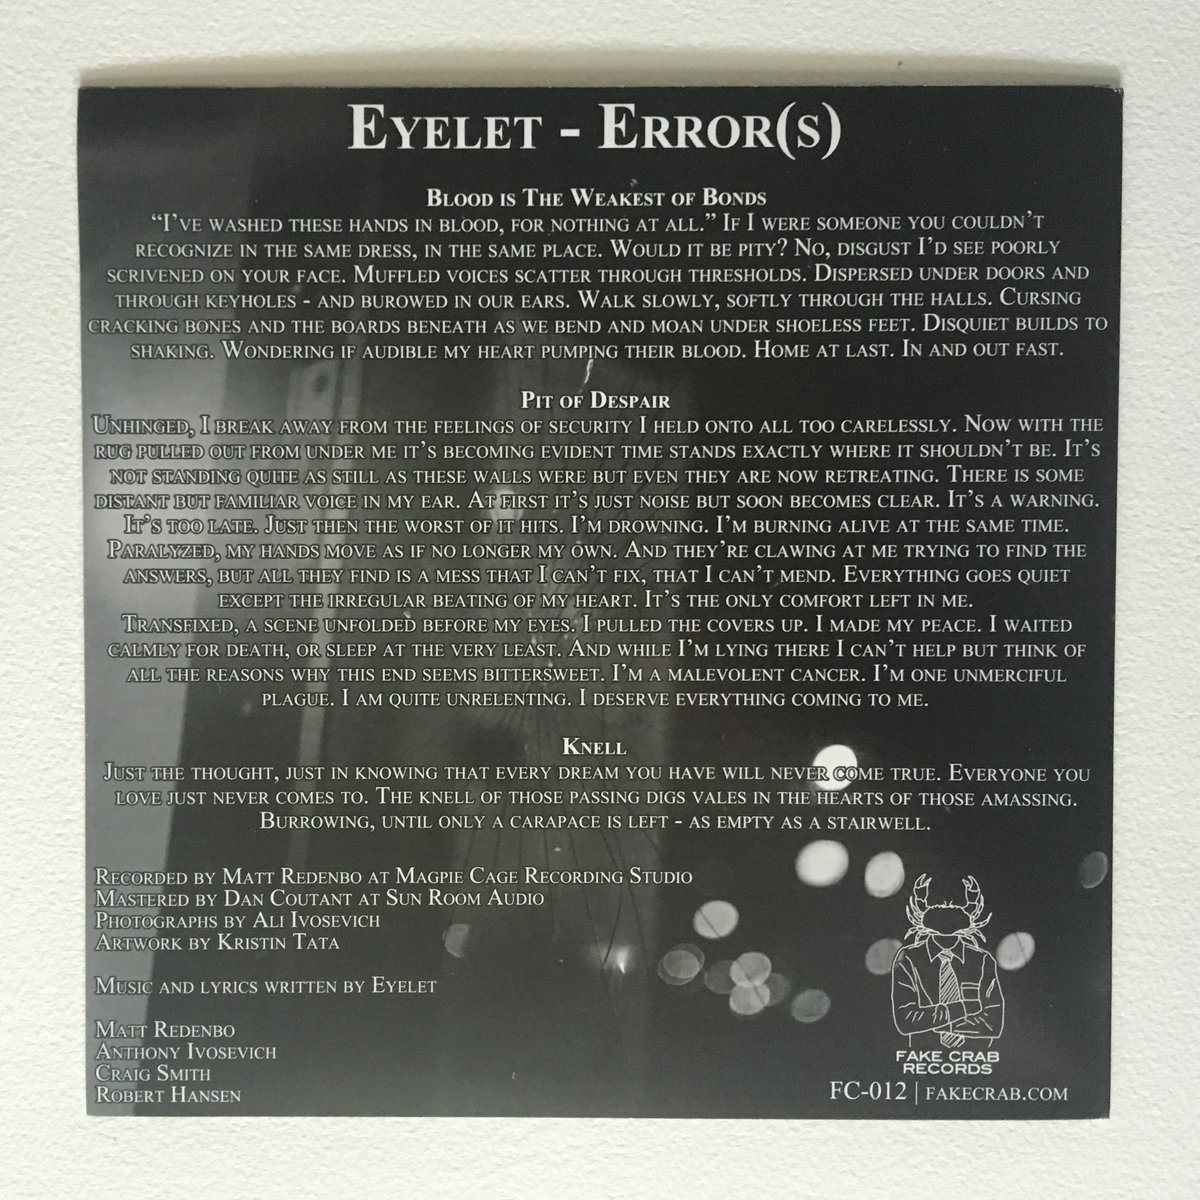 Eyelet - Error(s)
Blood is The Weakest of Bonds
“I’ve washed these hands in blood, for nothing at all.” If I were someone you couldn’t
recognize in the same dress, in the same place. Would it be pity? No, disgust I’d see poorly
scrivened on your face. Muffled voices scatter through thresholds. Dispersed under doors and
through keyholes - and burowed in our ears. Walk slowly, softly through the halls. Cursing
cracking bones and the boards beneath as we bend and moan under shoeless feet. Disquiet builds to
shaking. Wondering if audible my heart pumping their blood. Home at last. In and out fast.
Pit of Despair
Unhinged, I break away from the feelings of security I held onto all too carelessly. Now with the
rug pulled out from under me it’s becoming evident time stands exactly where it shouldn’t be. It’s
not standing quite as still as these walls were but even they are now retreating. There is some
distant but familiar voice in my ear. At first it’s just noise but soon becomes clear. It’s a warning.
It’s too late. Just then the worst of it hits. I’m drowning. I’m burning alive at the same time.
Paralyzed, my hands move as if no longer my own. And they’re clawing at me trying to find the
answers, but all they find is a mess that I can’t fix, that I can’t mend. Everything goes quiet
except the irregular beating of my heart. It’s the only comfort left in me.
Transfixed, a scene unfolded before my eyes. I pulled the covers up. I made my peace. I waited
calmly for death, or sleep at the very least. And while I’m lying there I can’t help but think of
all the reasons why this end seems bittersweet. I’m a malevolent cancer. I’m one unmerciful
plague. I am quite unrelenting. I deserve everything coming to me.
Knell
Just the thought, just in knowing that every dream you have will never come true. Everyone you
love just never comes to. The knell of those passing digs vales in the hearts of those amassing.
Burrowing, until only a carapace is left - as empty as a stairwell.
Recorded by Matt Redenbo at Magpie Cage Recording Studio
Mastered by Dan Coutant at Sun Room Audio
Photographs by Ali Ivosevich
Artwork by Kristin Tata
Music and lyrics written by Eyelet
Matt Redenbo
Anthony Ivosevich
Craig Smith
Robert Hansen
FAKE CRAB
RECORDS
FC-012 | fakecrab.com